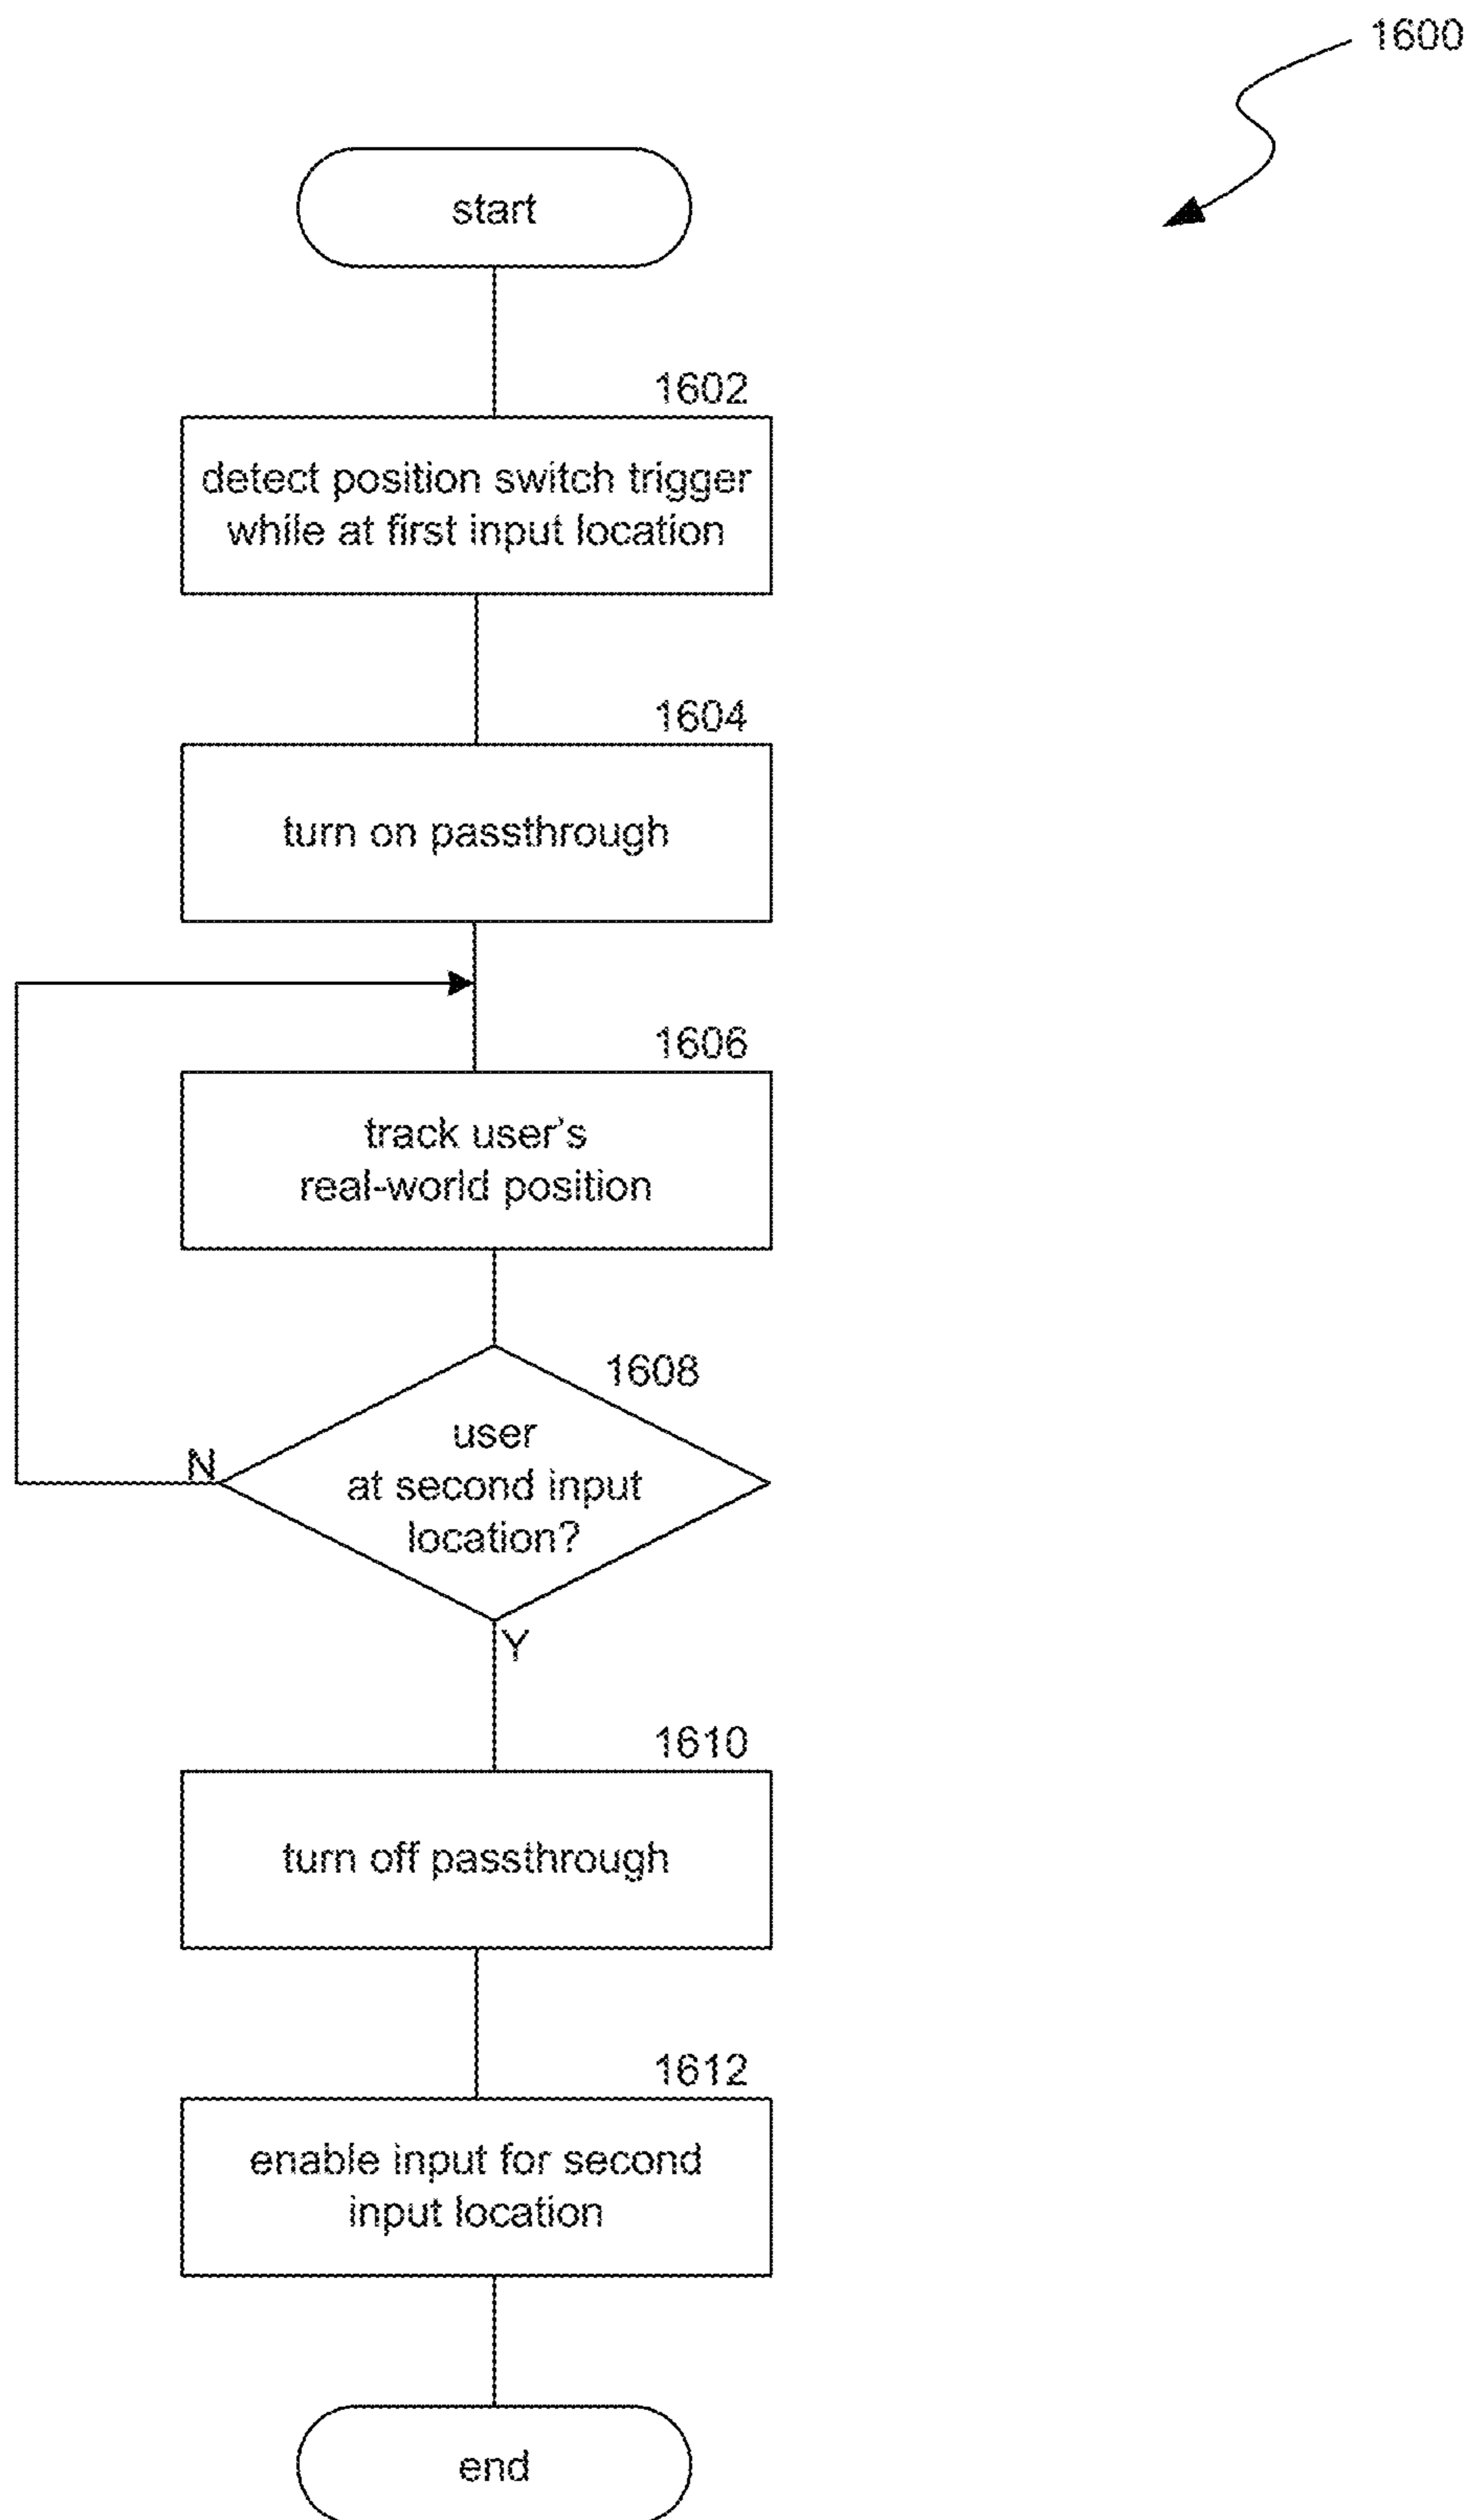 1600
start
1602
detect position switch trigger
while at first input location
1604
turn on passthrough
1606
track user's
real-world position
1608
user
at second input
location?
N
Y
1610
turn off passthrough
1612
enable input for second
input location
end